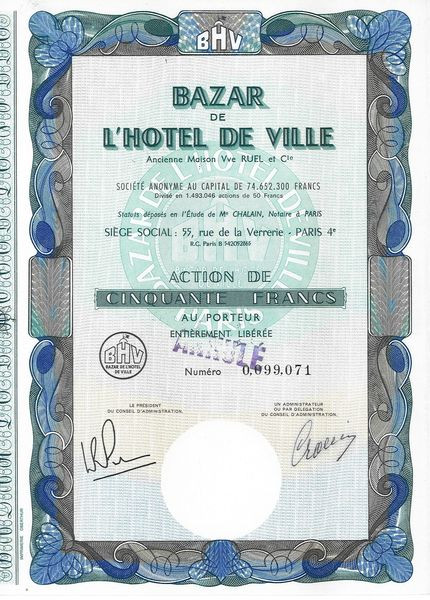 BHV
BAZAR
DE
L'HOTEL DE VILLE
Ancienne Maison Vve RUEL et Cie
SOCIÉTÉ ANONYME AU CAPITAL DE 74.652.300 FRANCS
Divisé en 1.493.046 actions de 50 Francs
Statuts déposés en l'Étude de Me CHALAIN, Notaire à PARIS
SIÈGE SOCIAL : 55, rue de la Verrerie - PARIS 4e
R.C. Paris B 542052865
ACTION DE
CINQUANTE FRANCS
AU PORTEUR
ENTIÈREMENT LIBÉRÉE
ANNULÉ
Numéro 0.099.071
BHV
BAZAR DE L'HOTEL
DE VILLE
LE PRÉSIDENT
DU CONSEIL D'ADMINISTRATION.
UN ADMINISTRATEUR
OU PAR DÉLÉGATION
DU CONSEIL D'ADMINISTRATION.
IMPRIMERIE OBERTHUR